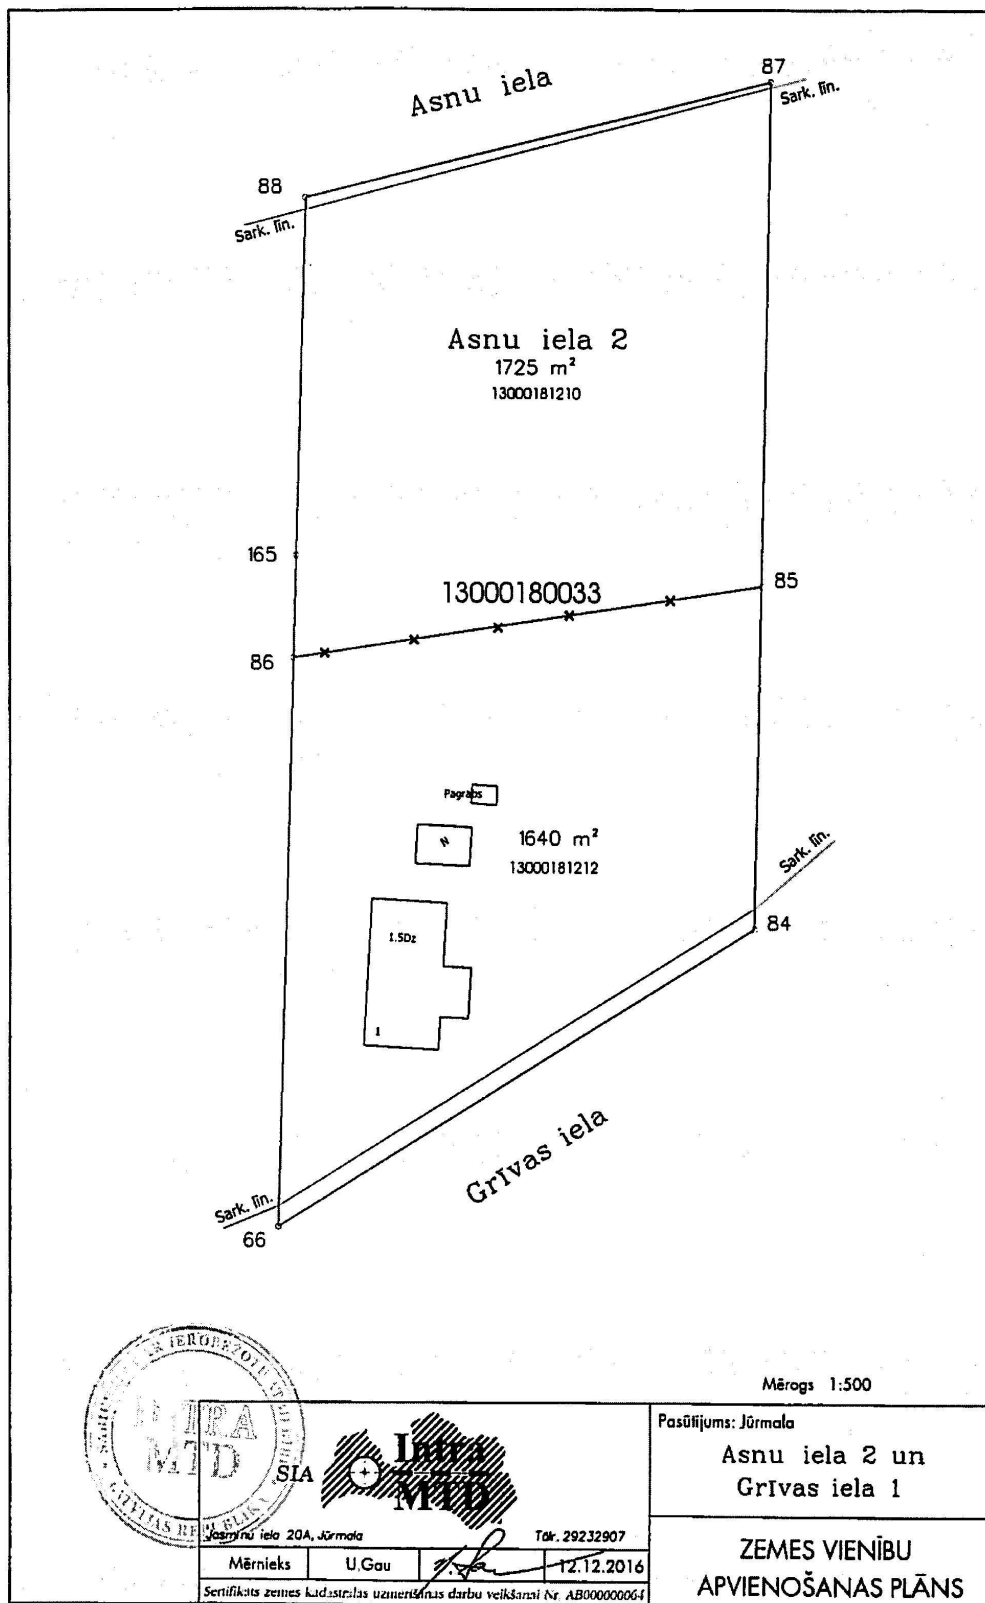 87
Asnu iela
Sark. līn.
88
Sark. līn.
Asnu iela 2
1725 m²
13000181210
165
85
13000180033
86
Pagrabs
N
1640 m²
13000181212
Sark. līn.
1.5Dz
84
1
Grīvas iela
Sark. līn.
66
Mērogs 1:500
INTRA
MTD
LATVIJAS REPUBLIKA
SIA
Intra
MTD
Jasmīnu iela 20A, Jūrmala
Tālr. 29232907
Mērnieks
U.Gau
12.12.2016
Sertifikāts zemes kadastrālās uzmērīšanas darbu veikšanai Nr. AB000000064
Pasūtījums: Jūrmala
Asnu iela 2 un
Grīvas iela 1
ZEMES VIENĪBU
APVIENOŠANAS PLĀNS